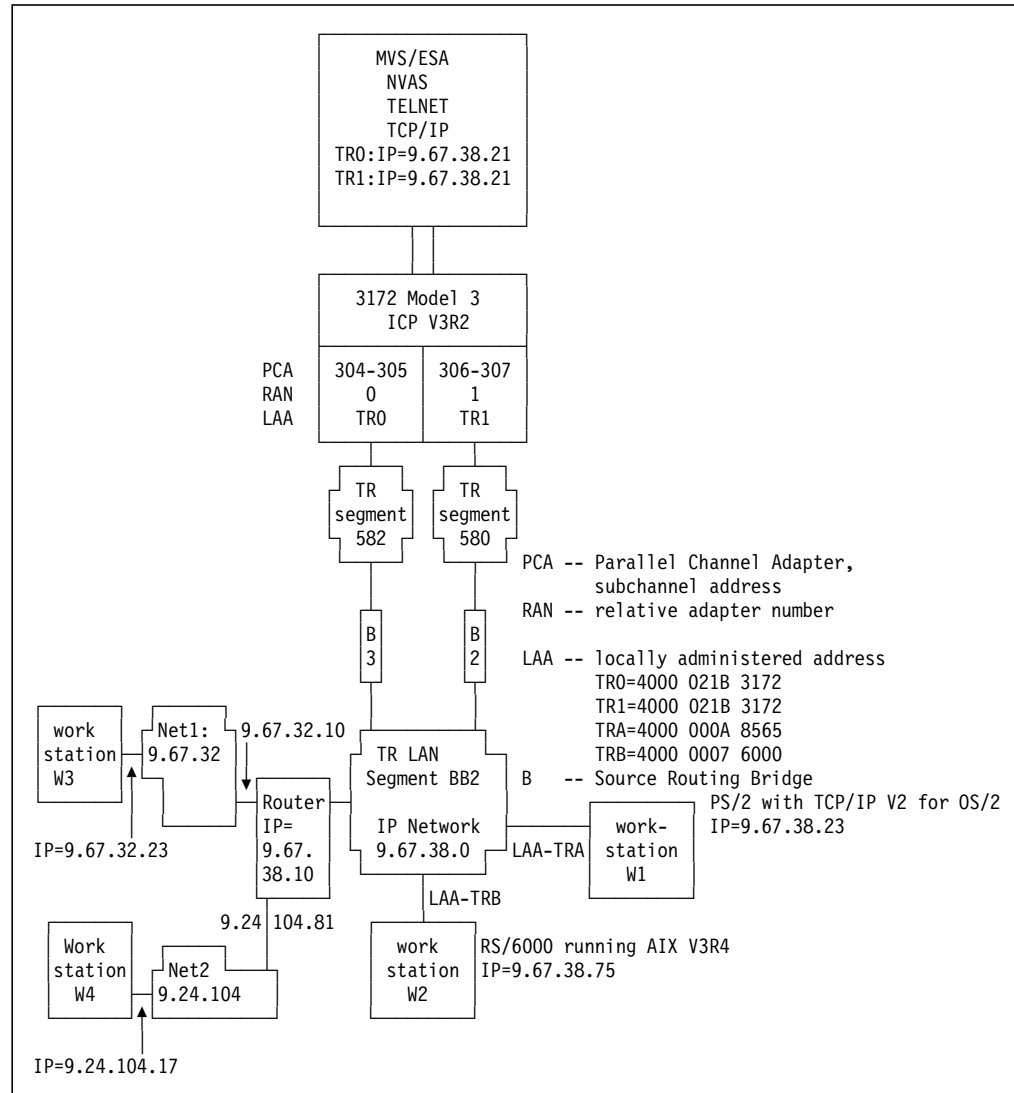 MVS/ESA
NVAS
TELNET
TCP/IP
TR0:IP=9.67.38.21
TR1:IP=9.67.38.21
3172 Model 3
ICP V3R2
PCA 304-305 306-307
RAN 0 1
LAA TR0 TR1
TR
segment
582
TR
segment
580
PCA -- Parallel Channel Adapter,
subchannel address
RAN -- relative adapter number
B
3
B
2
LAA -- locally administered address
TR0=4000 021B 3172
TR1=4000 021B 3172
TRA=4000 000A 8565
TRB=4000 0007 6000
B -- Source Routing Bridge
work
station
W3
Net1:
9.67.32
9.67.32.10
IP=9.67.32.23
Router
IP=
9.67.
38.10
TR LAN
Segment BB2
IP Network
9.67.38.0
PS/2 with TCP/IP V2 for OS/2
IP=9.67.38.23
LAA-TRA
work-
station
W1
LAA-TRB
9.24 104.81
work
station
W2
RS/6000 running AIX V3R4
IP=9.67.38.75
Work
station
W4
Net2
9.24.104
IP=9.24.104.17